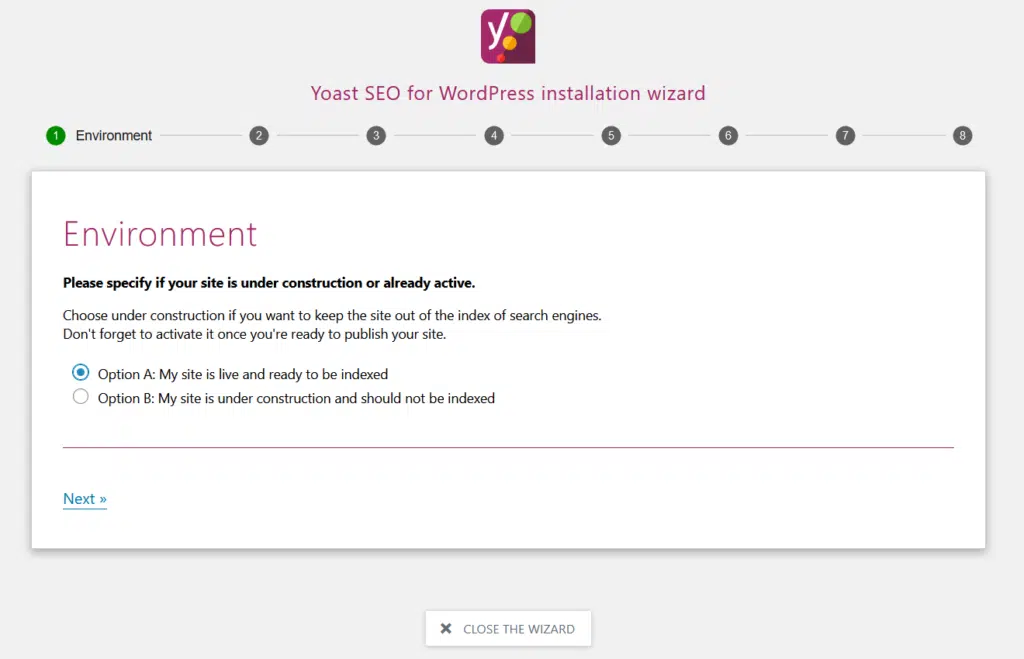 y
Yoast SEO for WordPress installation wizard
1 Environment 2 3 4 5 6 7 8
Environment
Please specify if your site is under construction or already active.
Choose under construction if you want to keep the site out of the index of search engines.
Don't forget to activate it once you're ready to publish your site.
Option A: My site is live and ready to be indexed
Option B: My site is under construction and should not be indexed
Next »
CLOSE THE WIZARD